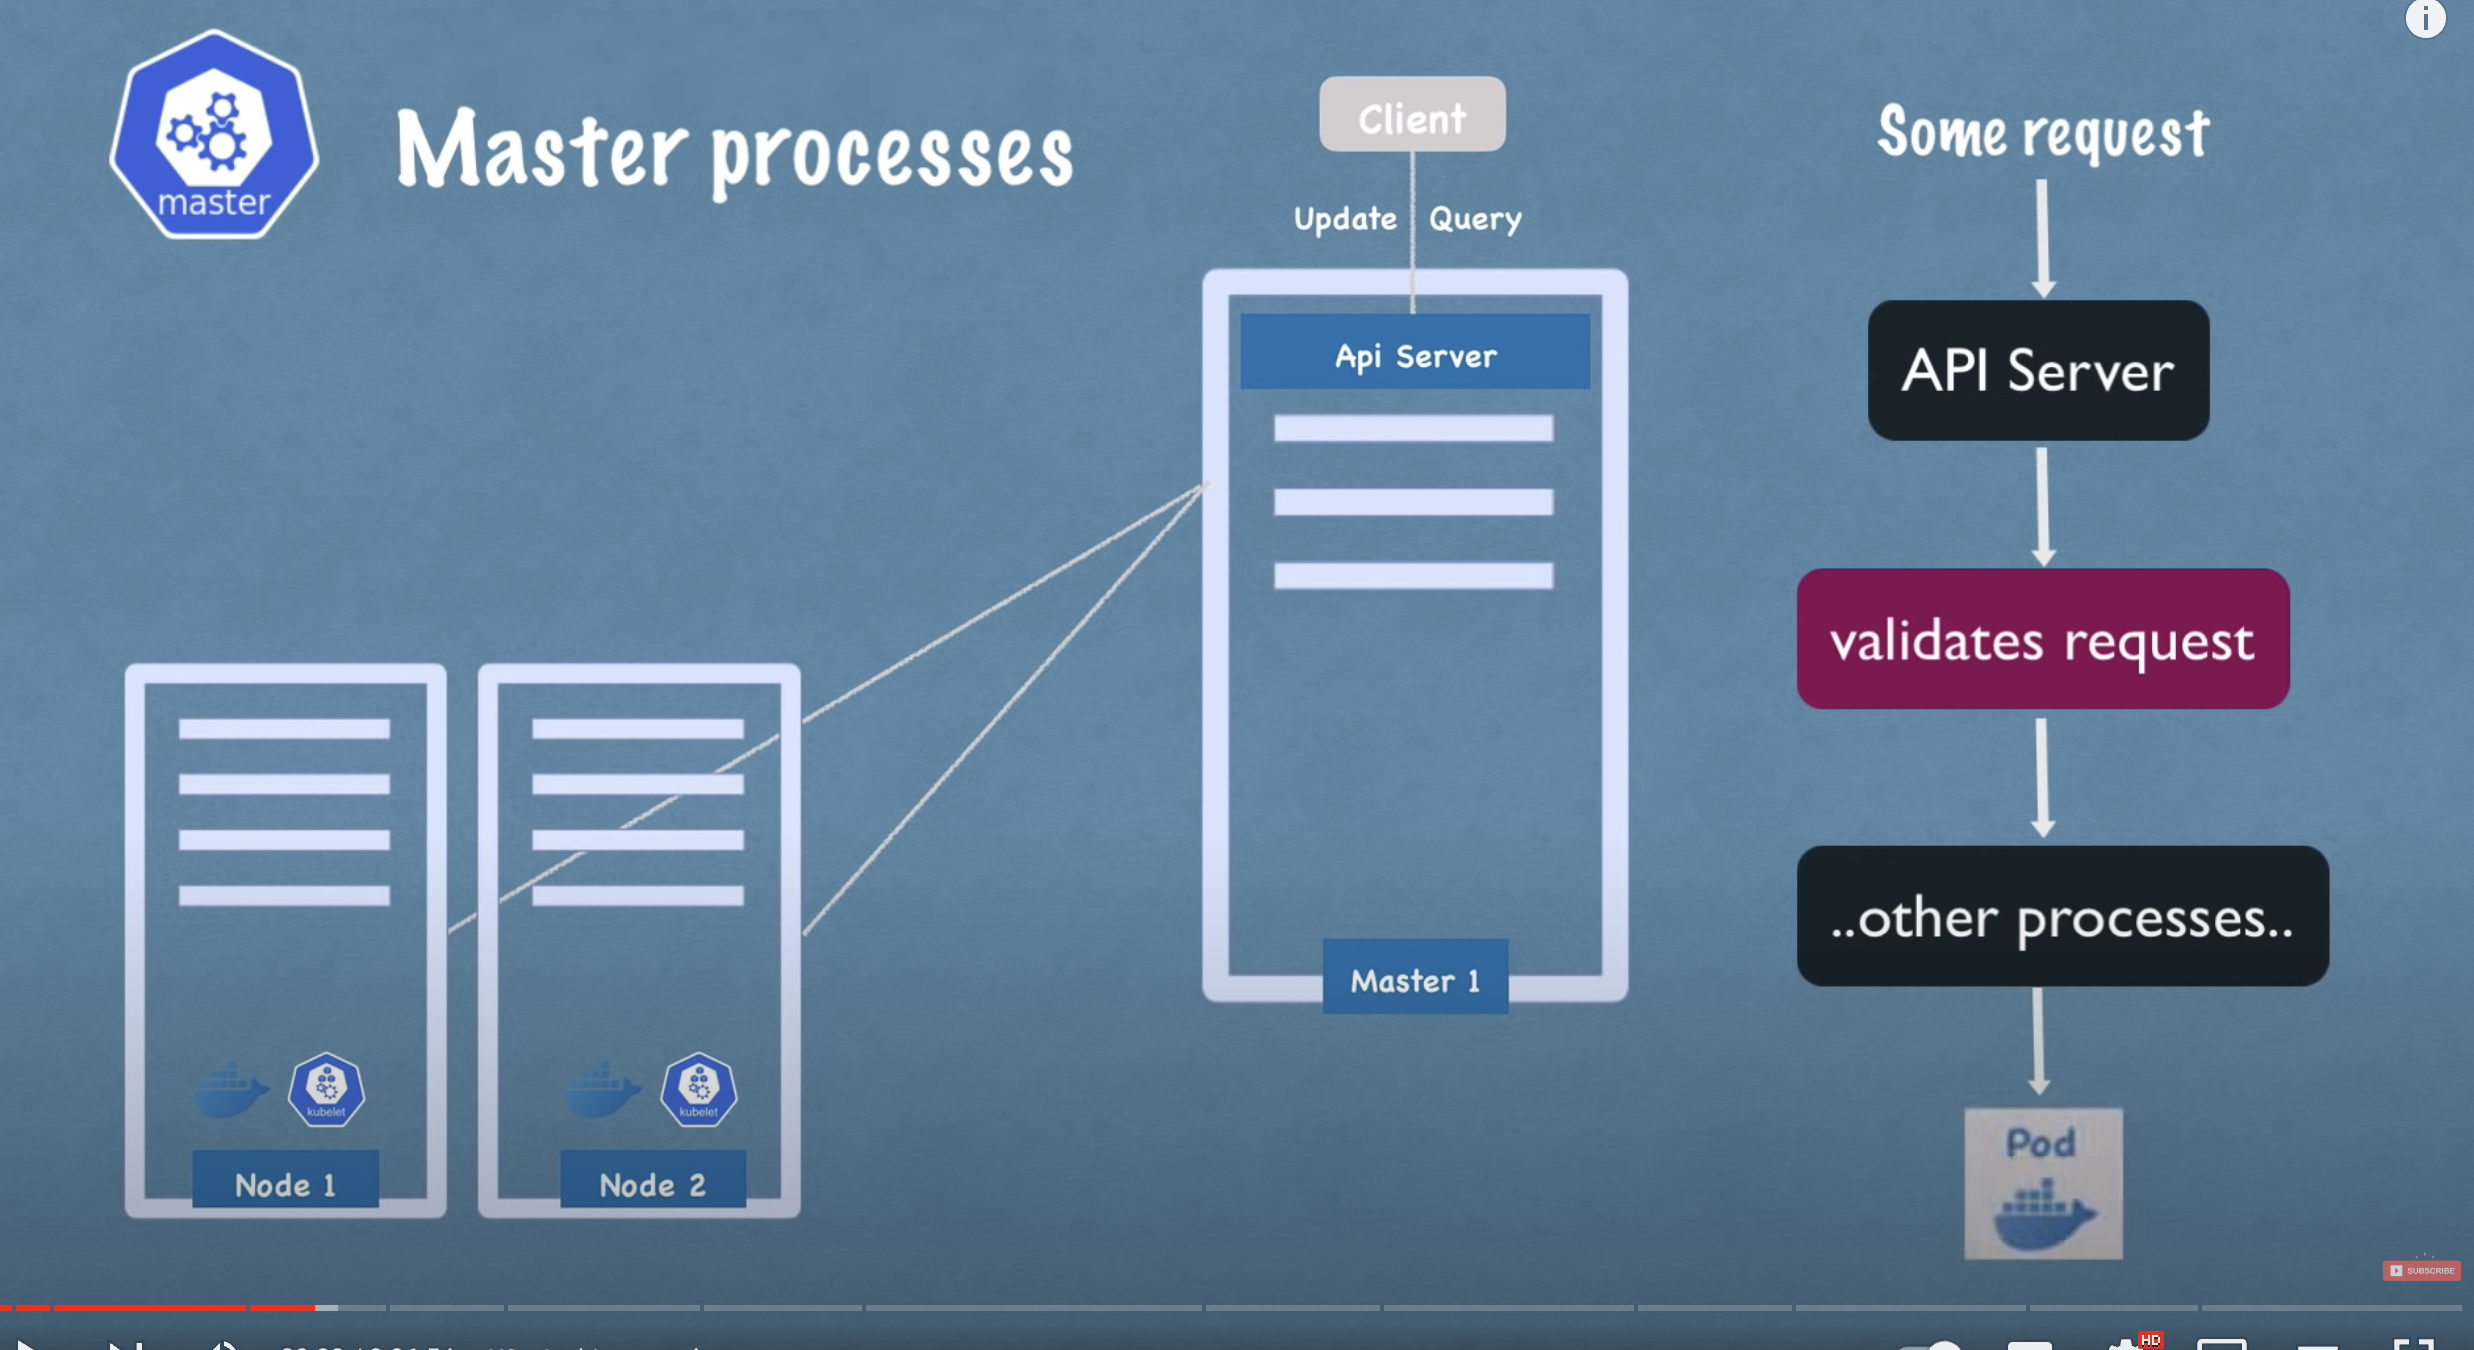 master
Master processes
Client
Update
Query
Api Server
Master 1
Node 1
Node 2
kubelet
kubelet
Some request
API Server
validates request
..other processes..
Pod
SUBSCRIBE
HD